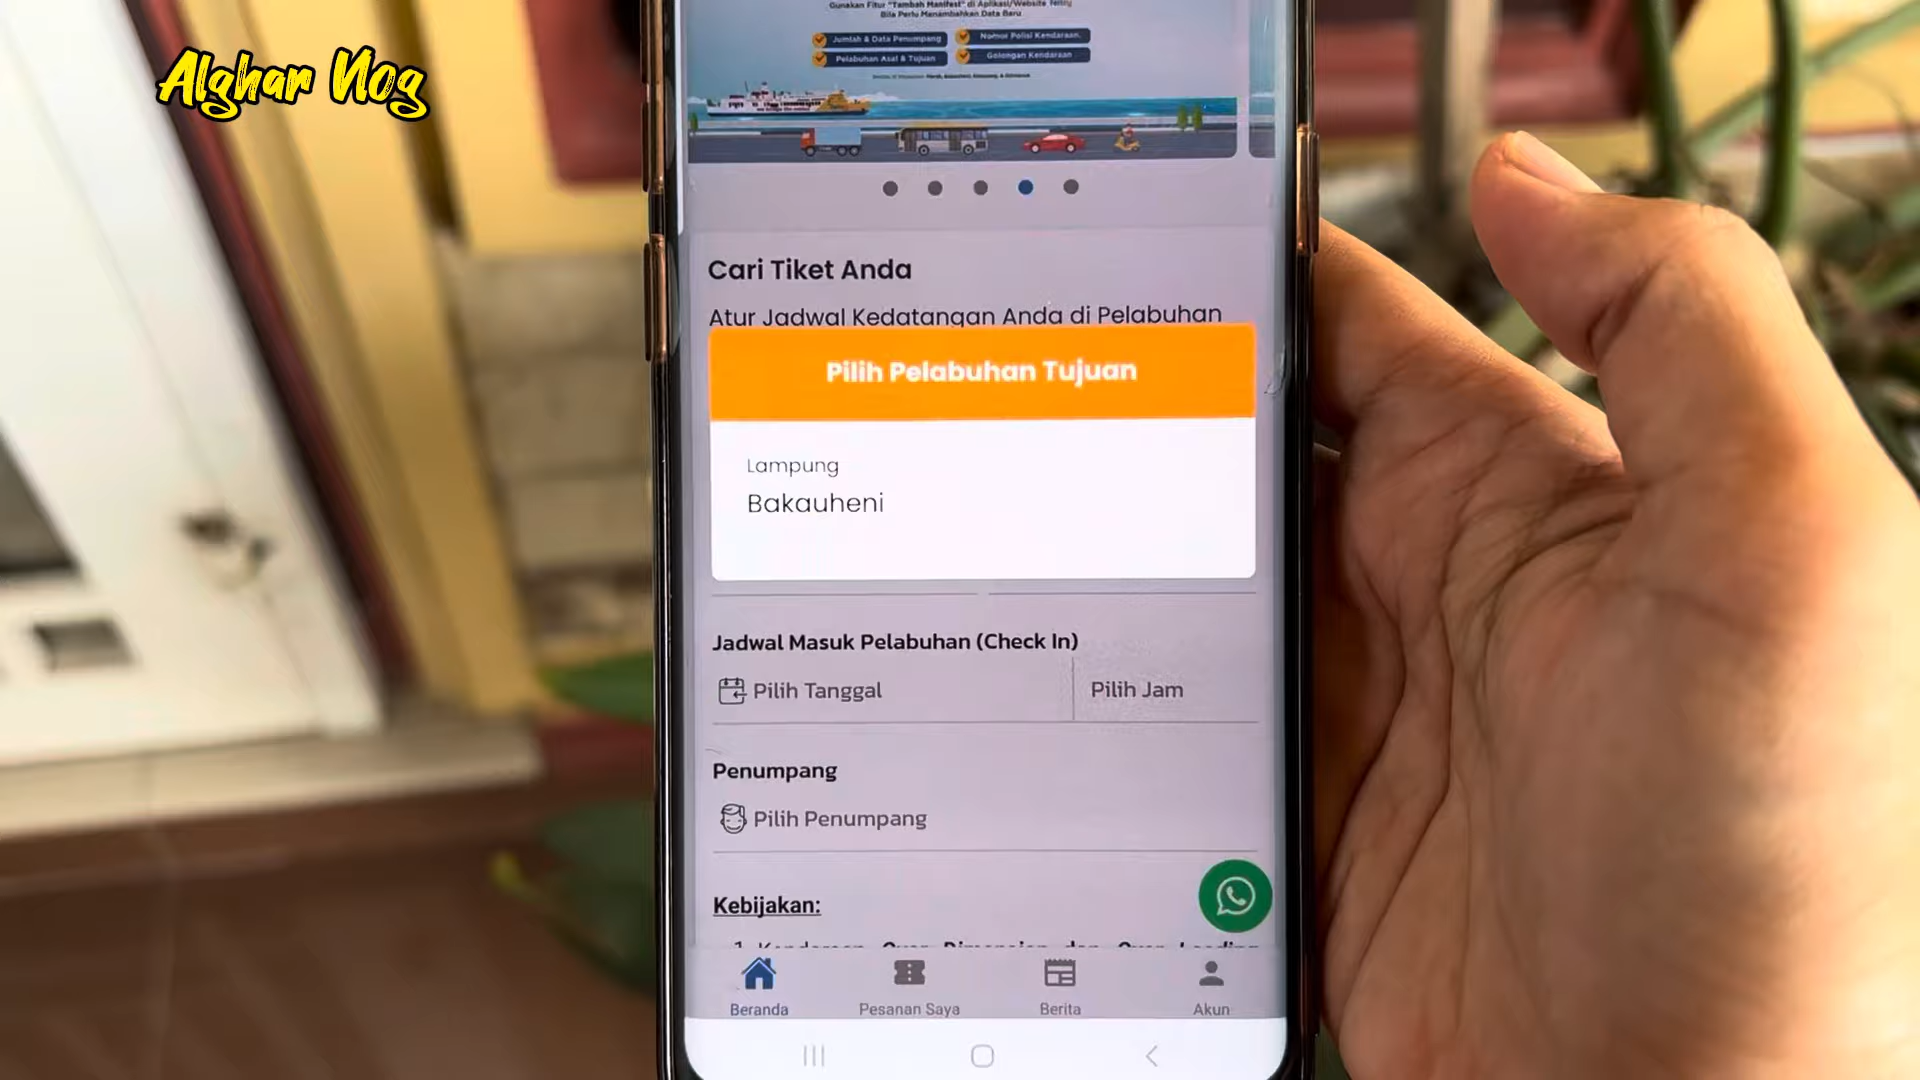 Alghar Vlog
Gunakan Fitur "Tambah Manifest" di Aplikasi/Website Ferizy
Bila Perlu Menambahkan Data Baru
Jumlah & Data Penumpang
Nomor Polisi Kendaraan
Pelabuhan Asal & Tujuan
Golongan Kendaraan
Cari Tiket Anda
Atur Jadwal Kedatangan Anda di Pelabuhan
Pilih Pelabuhan Tujuan
Lampung
Bakauheni
Jadwal Masuk Pelabuhan (Check In)
Pilih Tanggal
Pilih Jam
Penumpang
Pilih Penumpang
Kebijakan:
1. Kendaraan Over Dimension dan Over Loading
Beranda
Pesanan Saya
Berita
Akun